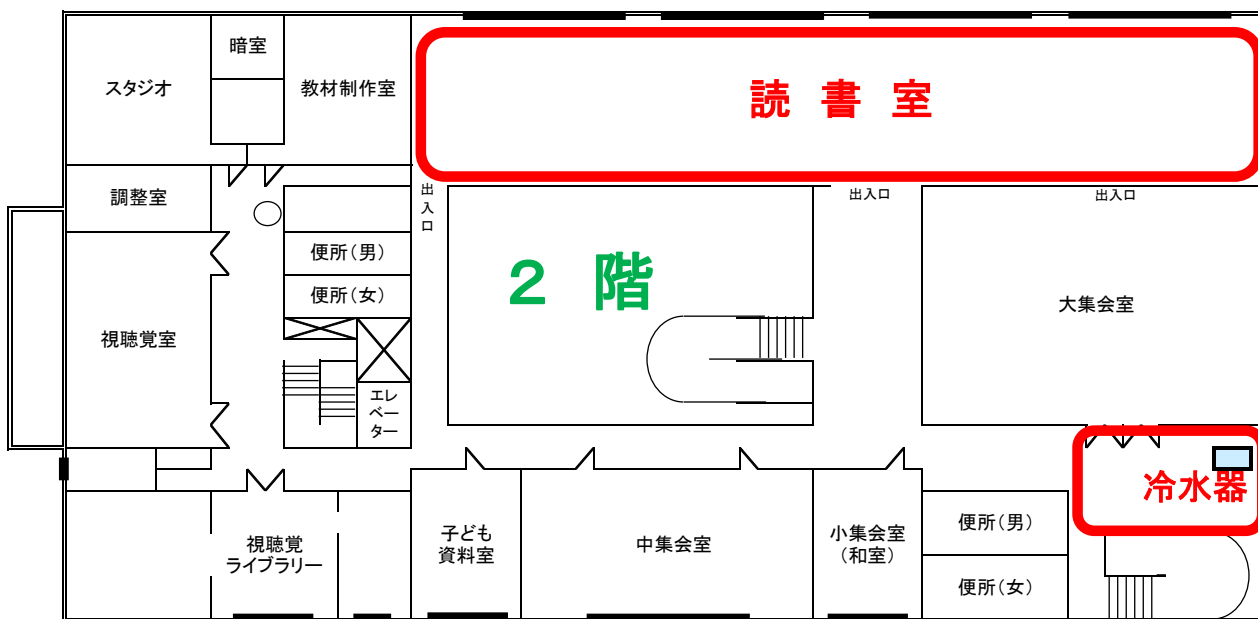 暗室
スタジオ
教材制作室
読 書 室
調整室
出入口
出入口
出入口
便所(男)
２ 階
便所(女)
大集会室
視聴覚室
エレ
ベー
ター
冷水器
子ども
資料室
中集会室
小集会室
(和室)
便所(男)
視聴覚
ライブラリー
便所(女)